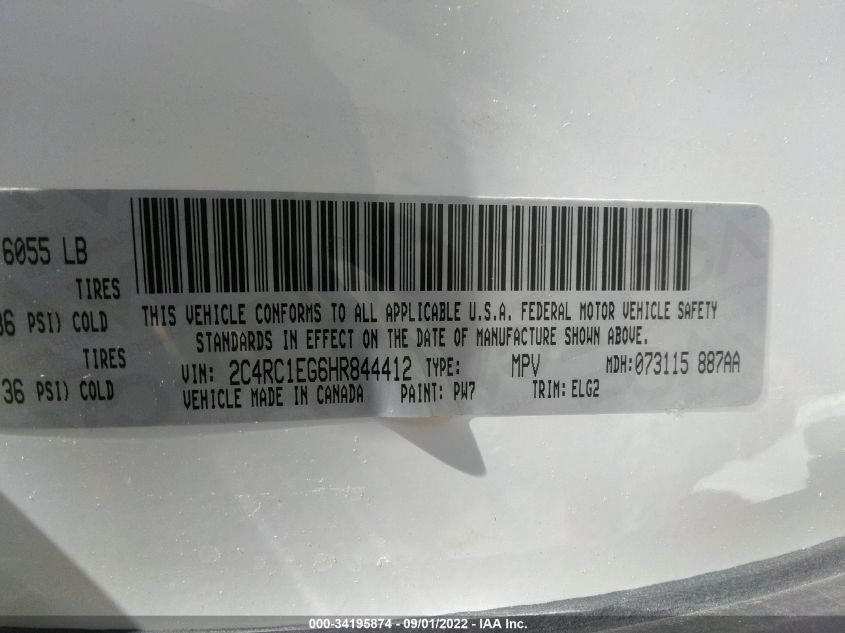 6055 LB
TIRES
36 PSI) COLD
TIRES
36 PSI) COLD
THIS VEHICLE CONFORMS TO ALL APPLICABLE U.S.A. FEDERAL MOTOR VEHICLE SAFETY
STANDARDS IN EFFECT ON THE DATE OF MANUFACTURE SHOWN ABOVE.
VIN: 2C4RC1EG6HR844412 TYPE: MPV MDH:073115 887AA
VEHICLE MADE IN CANADA PAINT: PW7 TRIM: ELG2
000-34195874 - 09/01/2022 - IAA Inc.